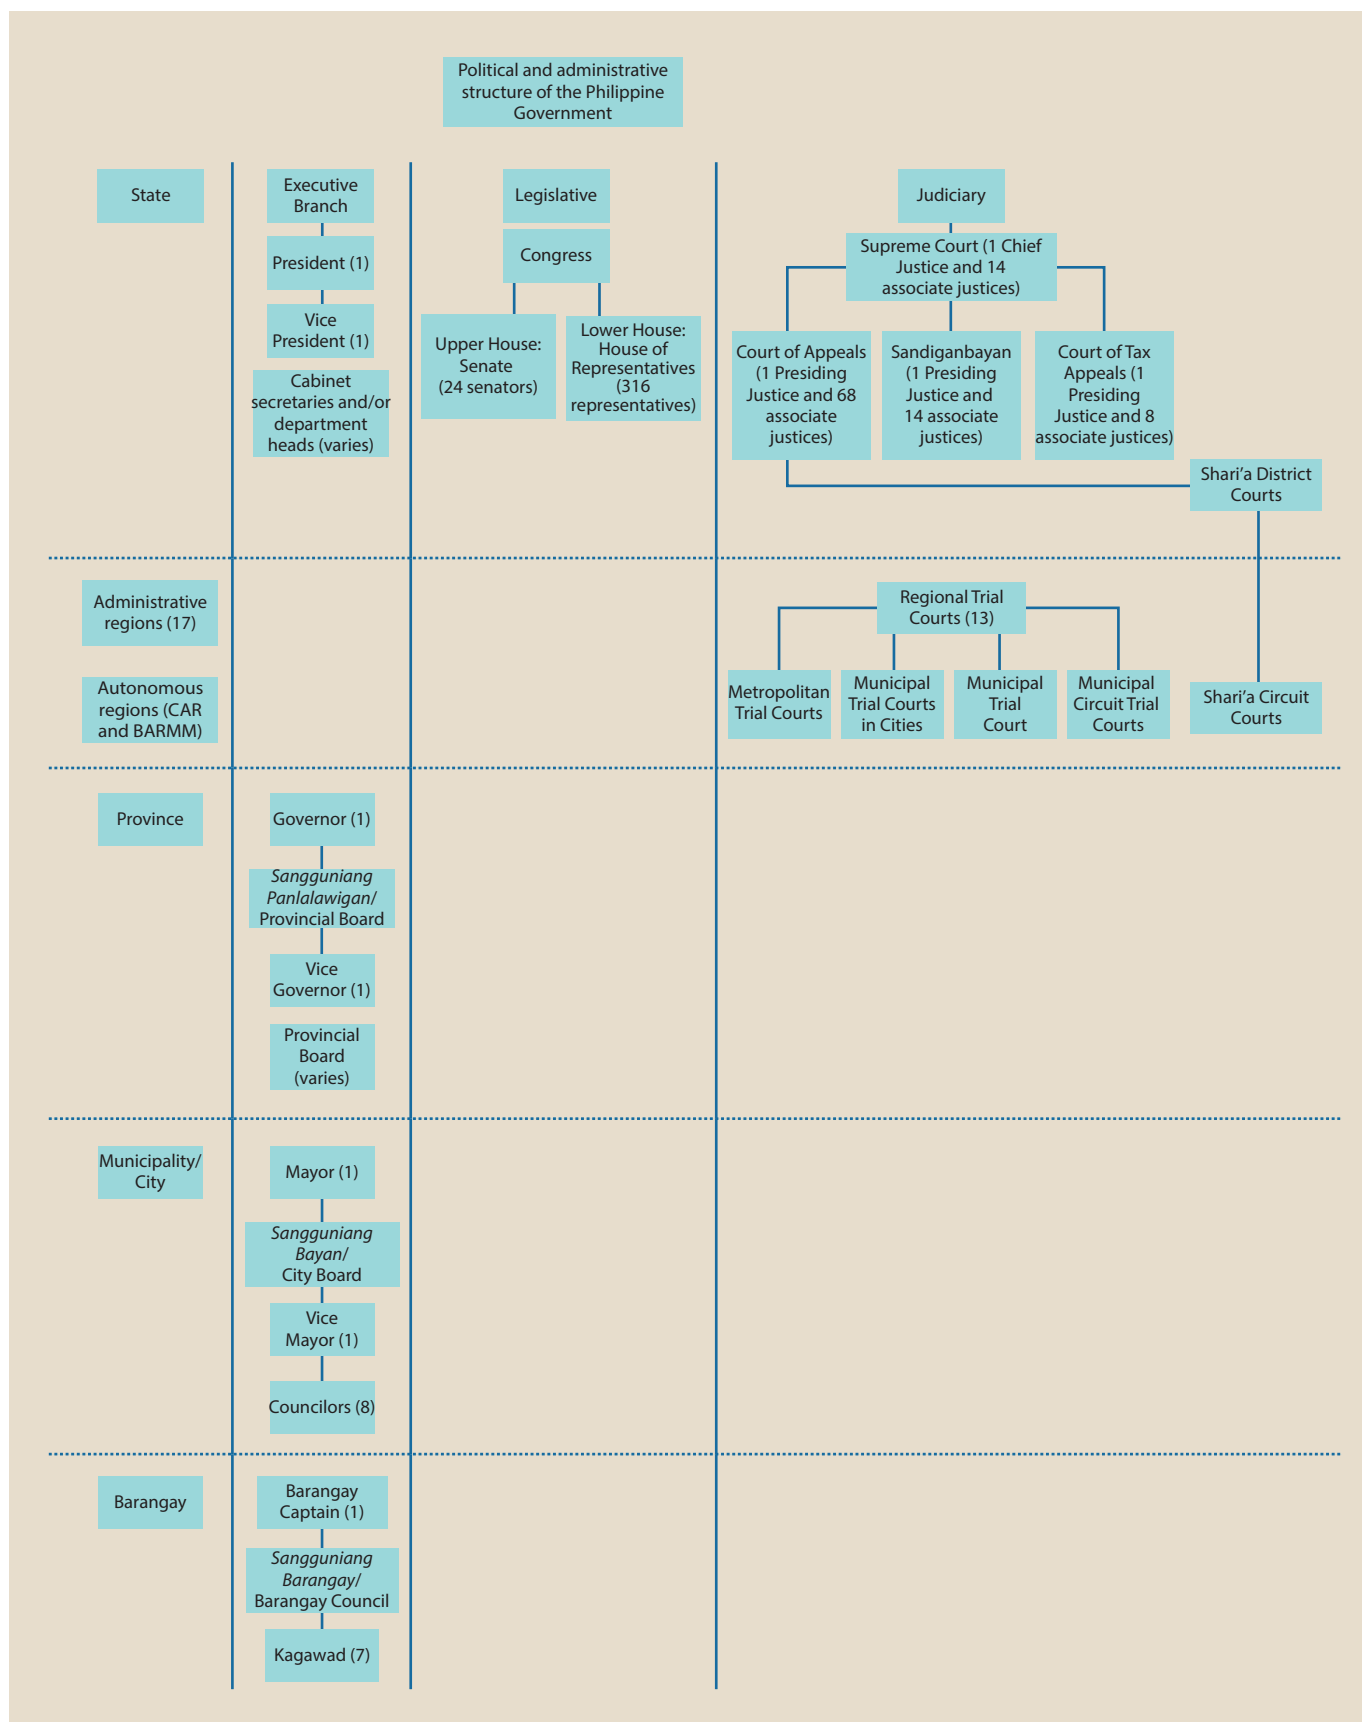 Political and administrative
structure of the Philippine
Government
State
Executive
Branch
Legislative
Judiciary
President (1)
Congress
Supreme Court (1 Chief
Justice and 14
associate justices)
Vice
President (1)
Upper House:
Senate
(24 senators)
Lower House:
House of
Representatives
(316
representatives)
Cabinet
secretaries and/or
department
heads (varies)
Court of Appeals
(1 Presiding
Justice and 68
associate
justices)
Sandiganbayan
(1 Presiding
Justice and
14 associate
justices)
Court of Tax
Appeals (1
Presiding
Justice and 8
associate justices)
Shari’a District
Courts
Administrative
regions (17)
Regional Trial
Courts (13)
Autonomous
regions (CAR
and BARMM)
Metropolitan
Trial Courts
Municipal
Trial Courts
in Cities
Municipal
Trial
Court
Municipal
Circuit Trial
Courts
Shari’a Circuit
Courts
Province
Governor (1)
Sangguniang
Panlalawigan/
Provincial Board
Vice
Governor (1)
Provincial
Board
(varies)
Municipality/
City
Mayor (1)
Sangguniang
Bayan/
City Board
Vice
Mayor (1)
Councilors (8)
Barangay
Barangay
Captain (1)
Sangguniang
Barangay/
Barangay Council
Kagawad (7)